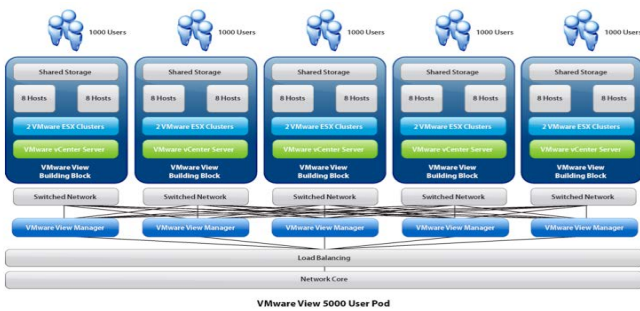 1000 Users 1000 Users 1000 Users 1000 Users 1000 Users
Shared Storage Shared Storage Shared Storage Shared Storage Shared Storage
8 Hosts 8 Hosts 8 Hosts 8 Hosts 8 Hosts 8 Hosts 8 Hosts 8 Hosts 8 Hosts 8 Hosts
2 VMware ESX Clusters 2 VMware ESX Clusters 2 VMware ESX Clusters 2 VMware ESX Clusters 2 VMware ESX Clusters
VMware vCenter Server VMware vCenter Server VMware vCenter Server VMware vCenter Server VMware vCenter Server
VMware View VMware View VMware View VMware View VMware View
Building Block Building Block Building Block Building Block Building Block
Switched Network Switched Network Switched Network Switched Network Switched Network
VMware View Manager VMware View Manager VMware View Manager VMware View Manager VMware View Manager
Load Balancing
Network Core
VMware View 5000 User Pod